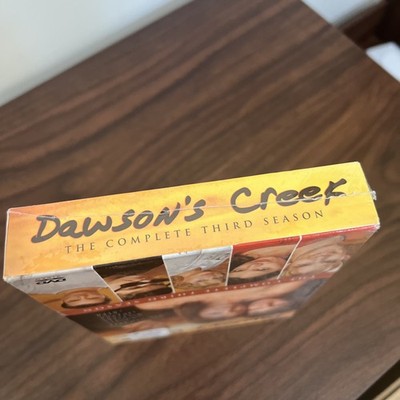 Dawson's Creek
THE COMPLETE THIRD SEASON
DVD